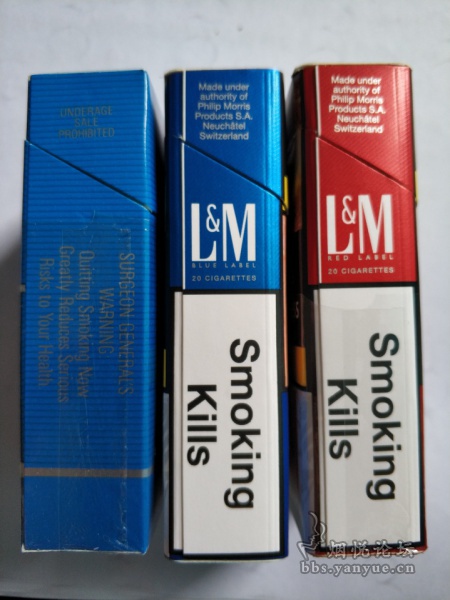 UNDERAGE
SALE
PROHIBITED
SURGEON GENERAL'S
WARNING
Quitting Smoking Now
Greatly Reduces Serious
Risks to Your Health
Made under
authority of
Philip Morris
Products S.A.
Neuchâtel
Switzerland
L&M
BLUE LABEL
20 CIGARETTES
Smoking
Kills
Made under
authority of
Philip Morris
Products S.A.
Neuchâtel
Switzerland
L&M
RED LABEL
20 CIGARETTES
Smoking
Kills
烟悦论坛
bbs.yanyue.cn